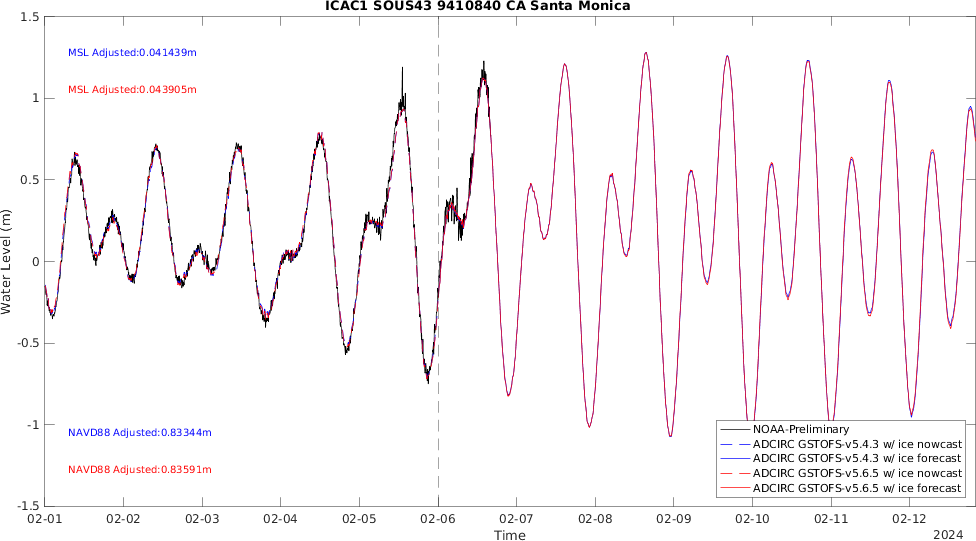 ICAC1 SOUS43 9410840 CA Santa Monica
1.5
1
0.5
0
-0.5
-1
-1.5
Water Level (m)
MSL Adjusted:0.041439m
MSL Adjusted:0.043905m
NAVD88 Adjusted:0.83344m
NAVD88 Adjusted:0.83591m
NOAA-Preliminary
ADCIRC GSTOFS-v5.4.3 w/ ice nowcast
ADCIRC GSTOFS-v5.4.3 w/ ice forecast
ADCIRC GSTOFS-v5.6.5 w/ ice nowcast
ADCIRC GSTOFS-v5.6.5 w/ ice forecast
02-01 02-02 02-03 02-04 02-05 02-06 02-07 02-08 02-09 02-10 02-11 02-12
Time
2024